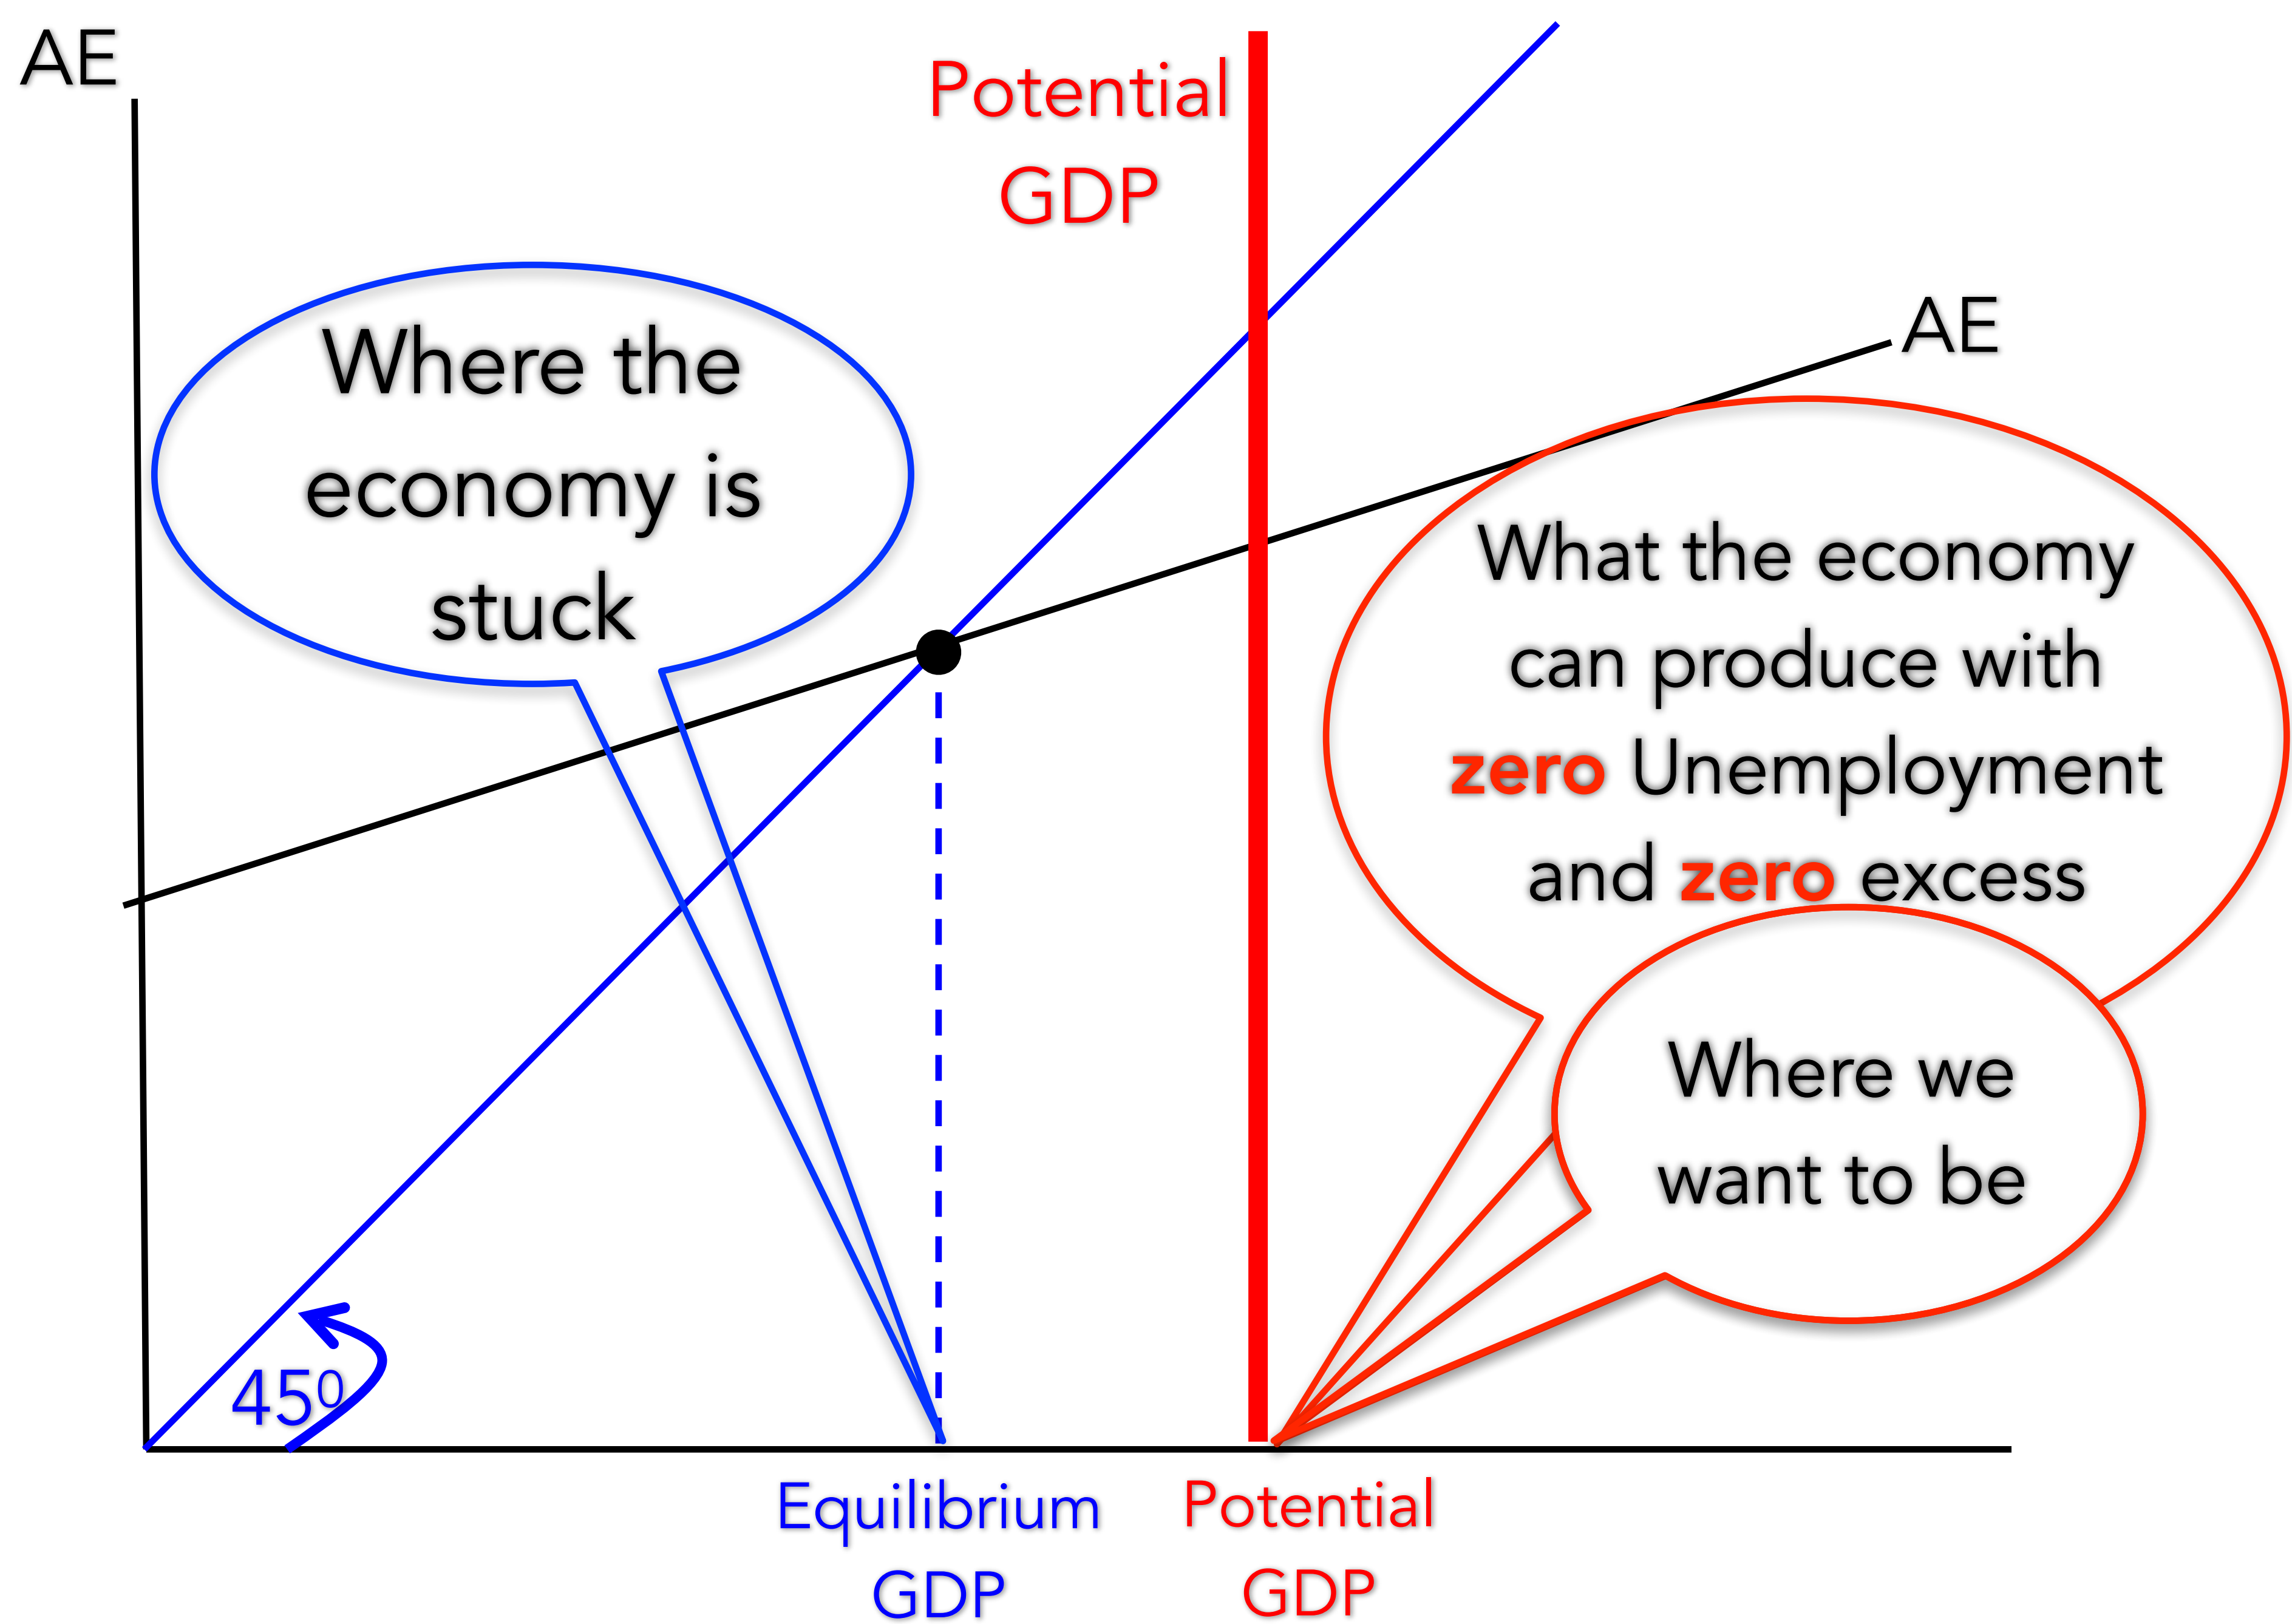 AE
Potential
GDP
Where the
economy is
stuck
AE
What the economy
can produce with
zero Unemployment
and zero excess
Where we
want to be
45⁰
Equilibrium
GDP
Potential
GDP